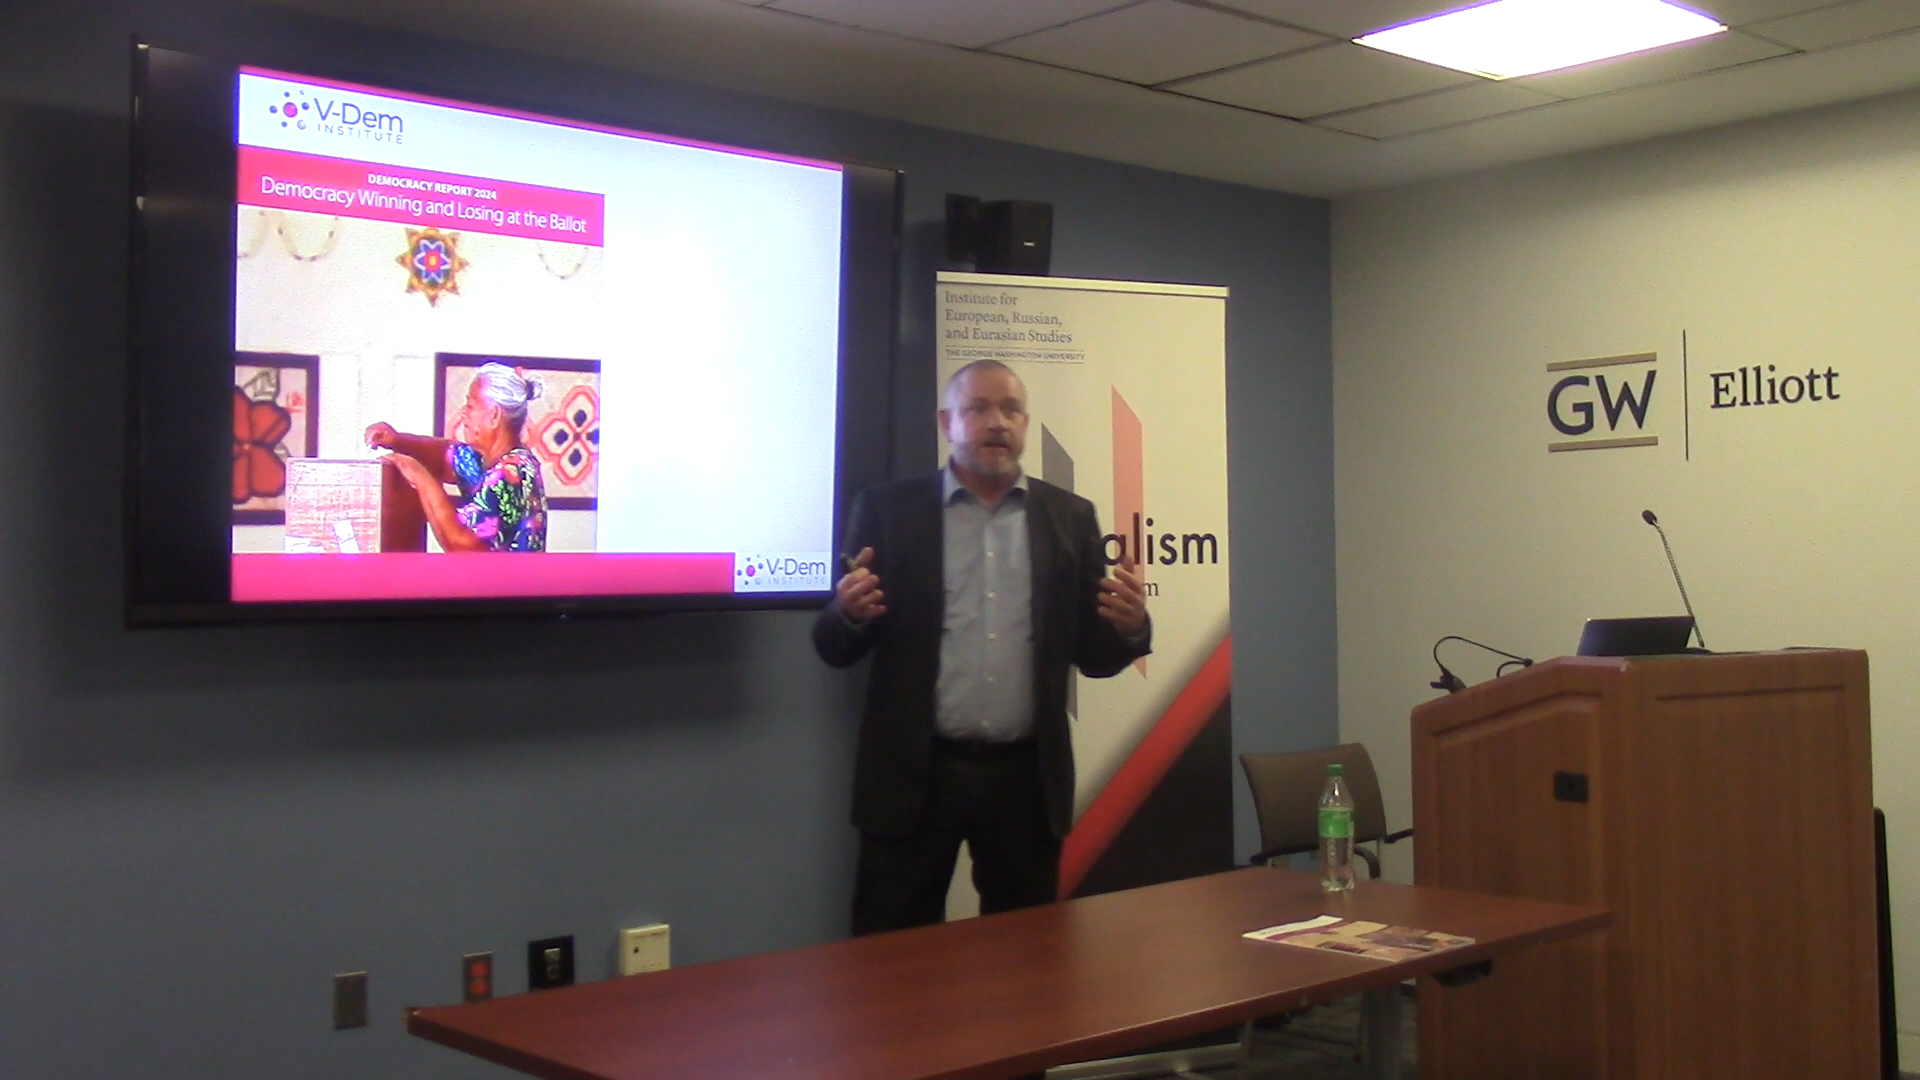 V-Dem
INSTITUTE
DEMOCRACY REPORT 2024
Democracy Winning and Losing at the Ballot
V-Dem
INSTITUTE
Institute for
European, Russian,
and Eurasian Studies
THE GEORGE WASHINGTON UNIVERSITY
alism
m
GW
Elliott